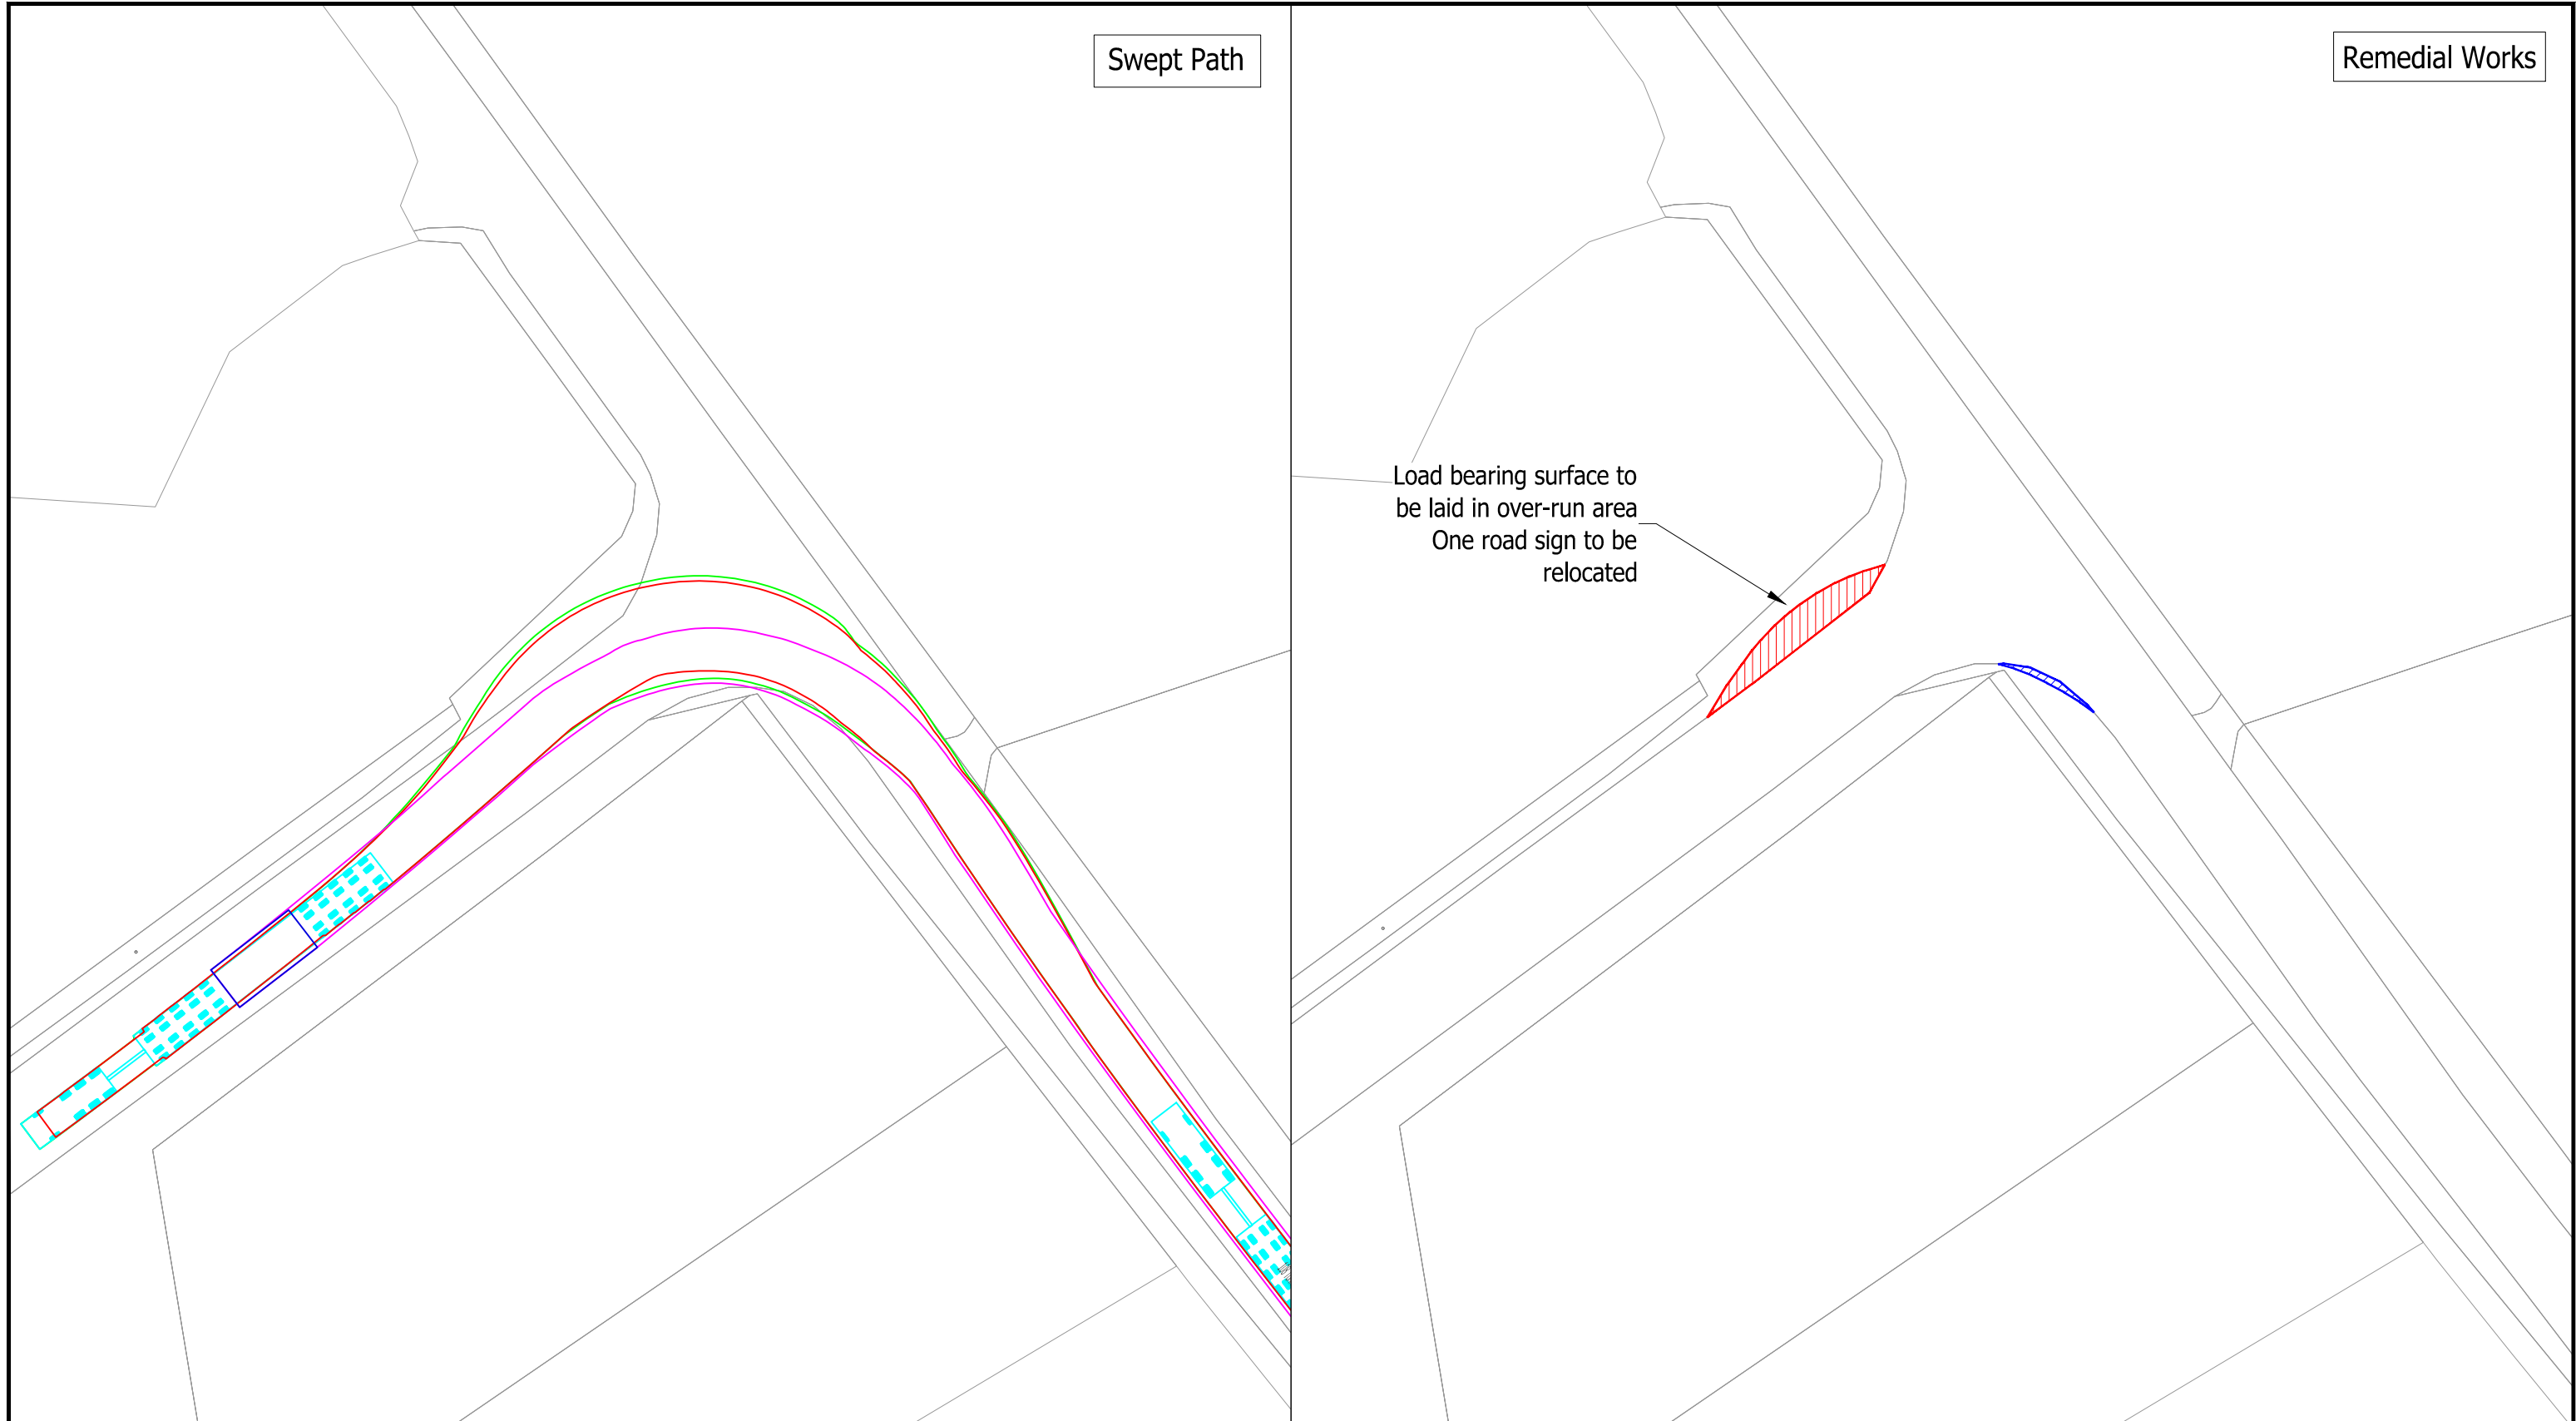 Swept Path
Remedial Works
Load bearing surface to
be laid in over-run area
One road sign to be
relocated